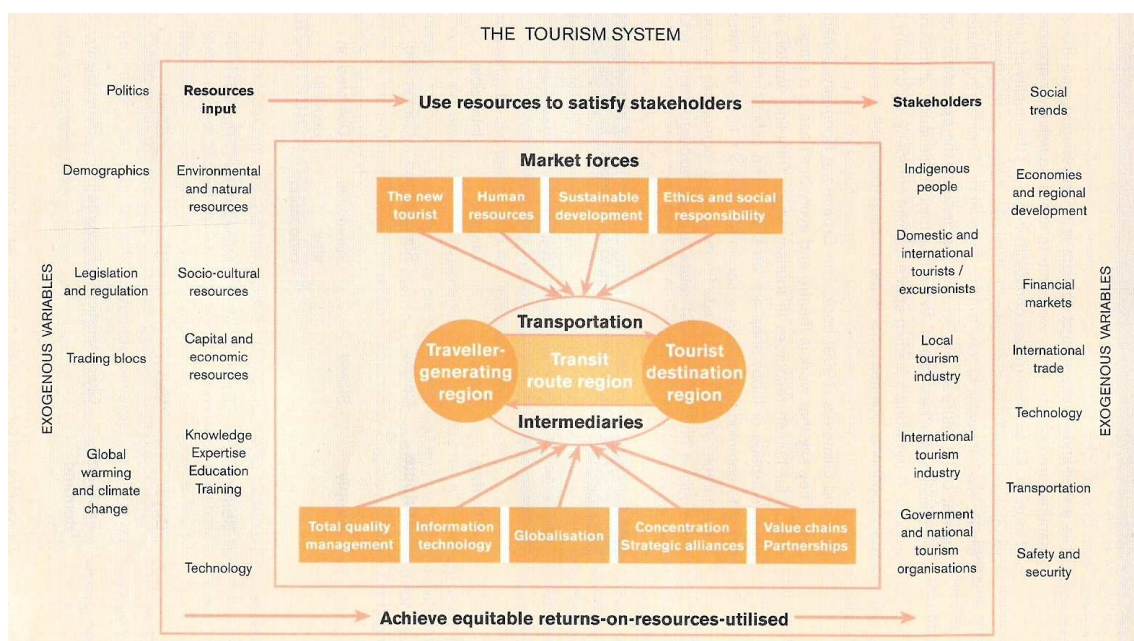 THE TOURISM SYSTEM
EXOGENOUS VARIABLES
Politics
Demographics
Legislation
and regulation
Trading blocs
Global
warming
and climate
change
Resources
input
Environmental
and natural
resources
Socio-cultural
resources
Capital and
economic
resources
Knowledge
Expertise
Education
Training
Technology
Use resources to satisfy stakeholders
Market forces
The new
tourist
Human
resources
Sustainable
development
Ethics and social
responsibility
Transportation
Traveller-
generating
region
Transit
route region
Tourist
destination
region
Intermediaries
Total quality
management
Information
technology
Globalisation
Concentration
Strategic alliances
Value chains
Partnerships
Achieve equitable returns-on-resources-utilised
Stakeholders
Indigenous
people
Domestic and
international
tourists /
excursionists
Local
tourism
industry
International
tourism
industry
Government
and national
tourism
organisations
Social
trends
Economies
and regional
development
Financial
markets
International
trade
Technology
Transportation
Safety and
security
EXOGENOUS VARIABLES